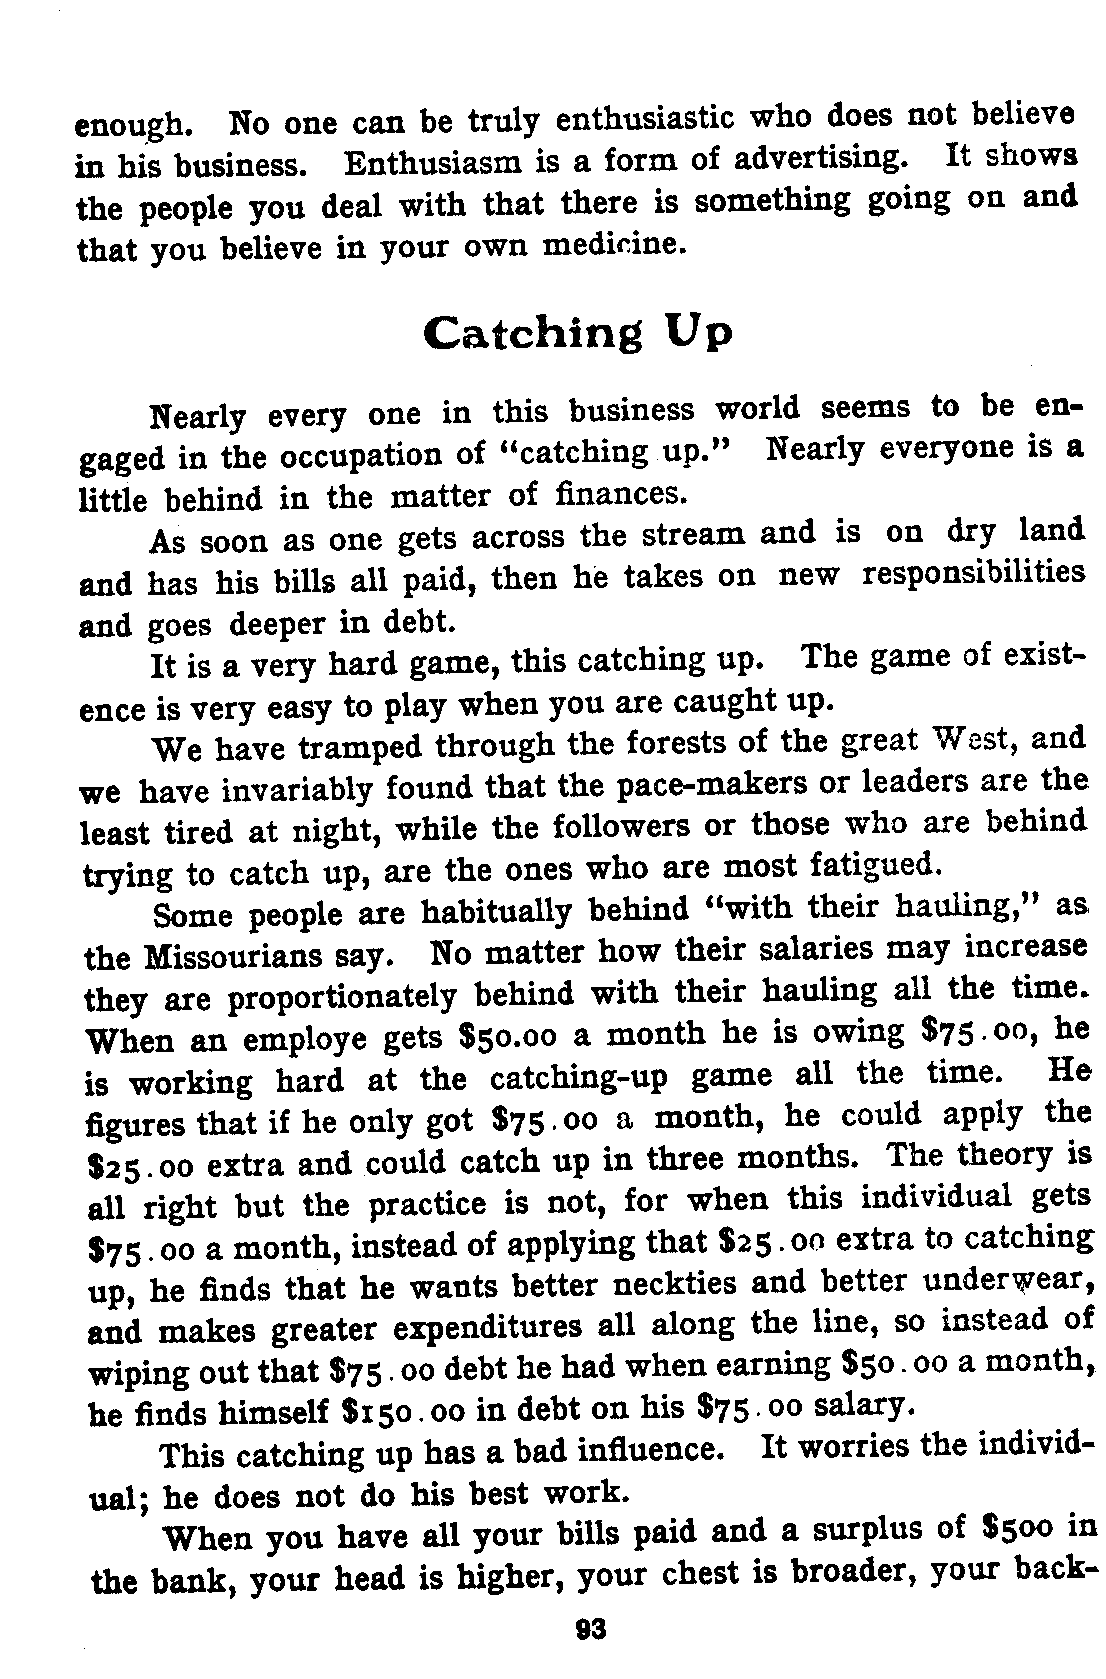 enough. No one can be truly enthusiastic who does not believe
in his business. Enthusiasm is a form of advertising. It shows
the people you deal with that there is something going on and
that you believe in your own medicine.
Catching Up
Nearly every one in this business world seems to be en-
gaged in the occupation of “catching up.” Nearly everyone is a
little behind in the matter of finances.
As soon as one gets across the stream and is on dry land
and has his bills all paid, then he takes on new responsibilities
and goes deeper in debt.
It is a very hard game, this catching up. The game of exist-
ence is very easy to play when you are caught up.
We have tramped through the forests of the great West, and
we have invariably found that the pace-makers or leaders are the
least tired at night, while the followers or those who are behind
trying to catch up, are the ones who are most fatigued.
Some people are habitually behind “with their hauling,” as
the Missourians say. No matter how their salaries may increase
they are proportionately behind with their hauling all the time.
When an employe gets $50.00 a month he is owing $75.00, he
is working hard at the catching-up game all the time. He
figures that if he only got $75.00 a month, he could apply the
$25.00 extra and could catch up in three months. The theory is
all right but the practice is not, for when this individual gets
$75.00 a month, instead of applying that $25.00 extra to catching
up, he finds that he wants better neckties and better underwear,
and makes greater expenditures all along the line, so instead of
wiping out that $75.00 debt he had when earning $50.00 a month,
he finds himself $150.00 in debt on his $75.00 salary.
This catching up has a bad influence. It worries the individ-
ual; he does not do his best work.
When you have all your bills paid and a surplus of $500 in
the bank, your head is higher, your chest is broader, your back-
93